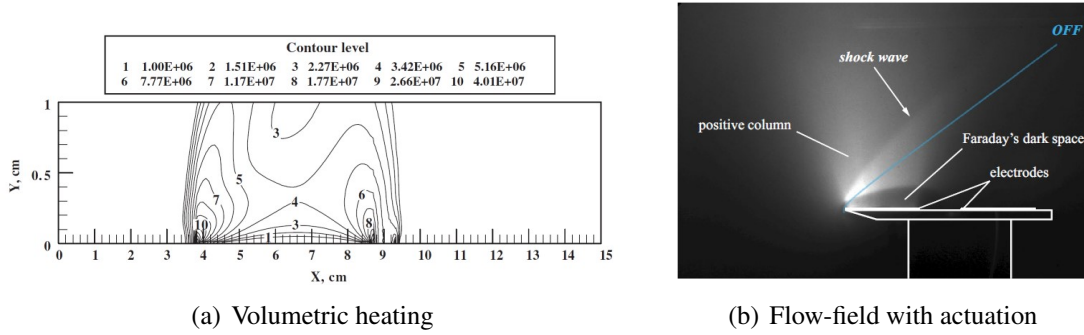 Contour level
1 1.00E+06 2 1.51E+06 3 2.27E+06 4 3.42E+06 5 5.16E+06
6 7.77E+06 7 1.17E+07 8 1.77E+07 9 2.66E+07 10 4.01E+07
1
Y, cm
0.5
0
3
5
7
4
6
10
3
1
8
0 1 2 3 4 5 6 7 8 9 10 11 12 13 14 15
X, cm
(a) Volumetric heating
OFF
shock wave
positive column
Faraday's dark space
electrodes
(b) Flow-field with actuation